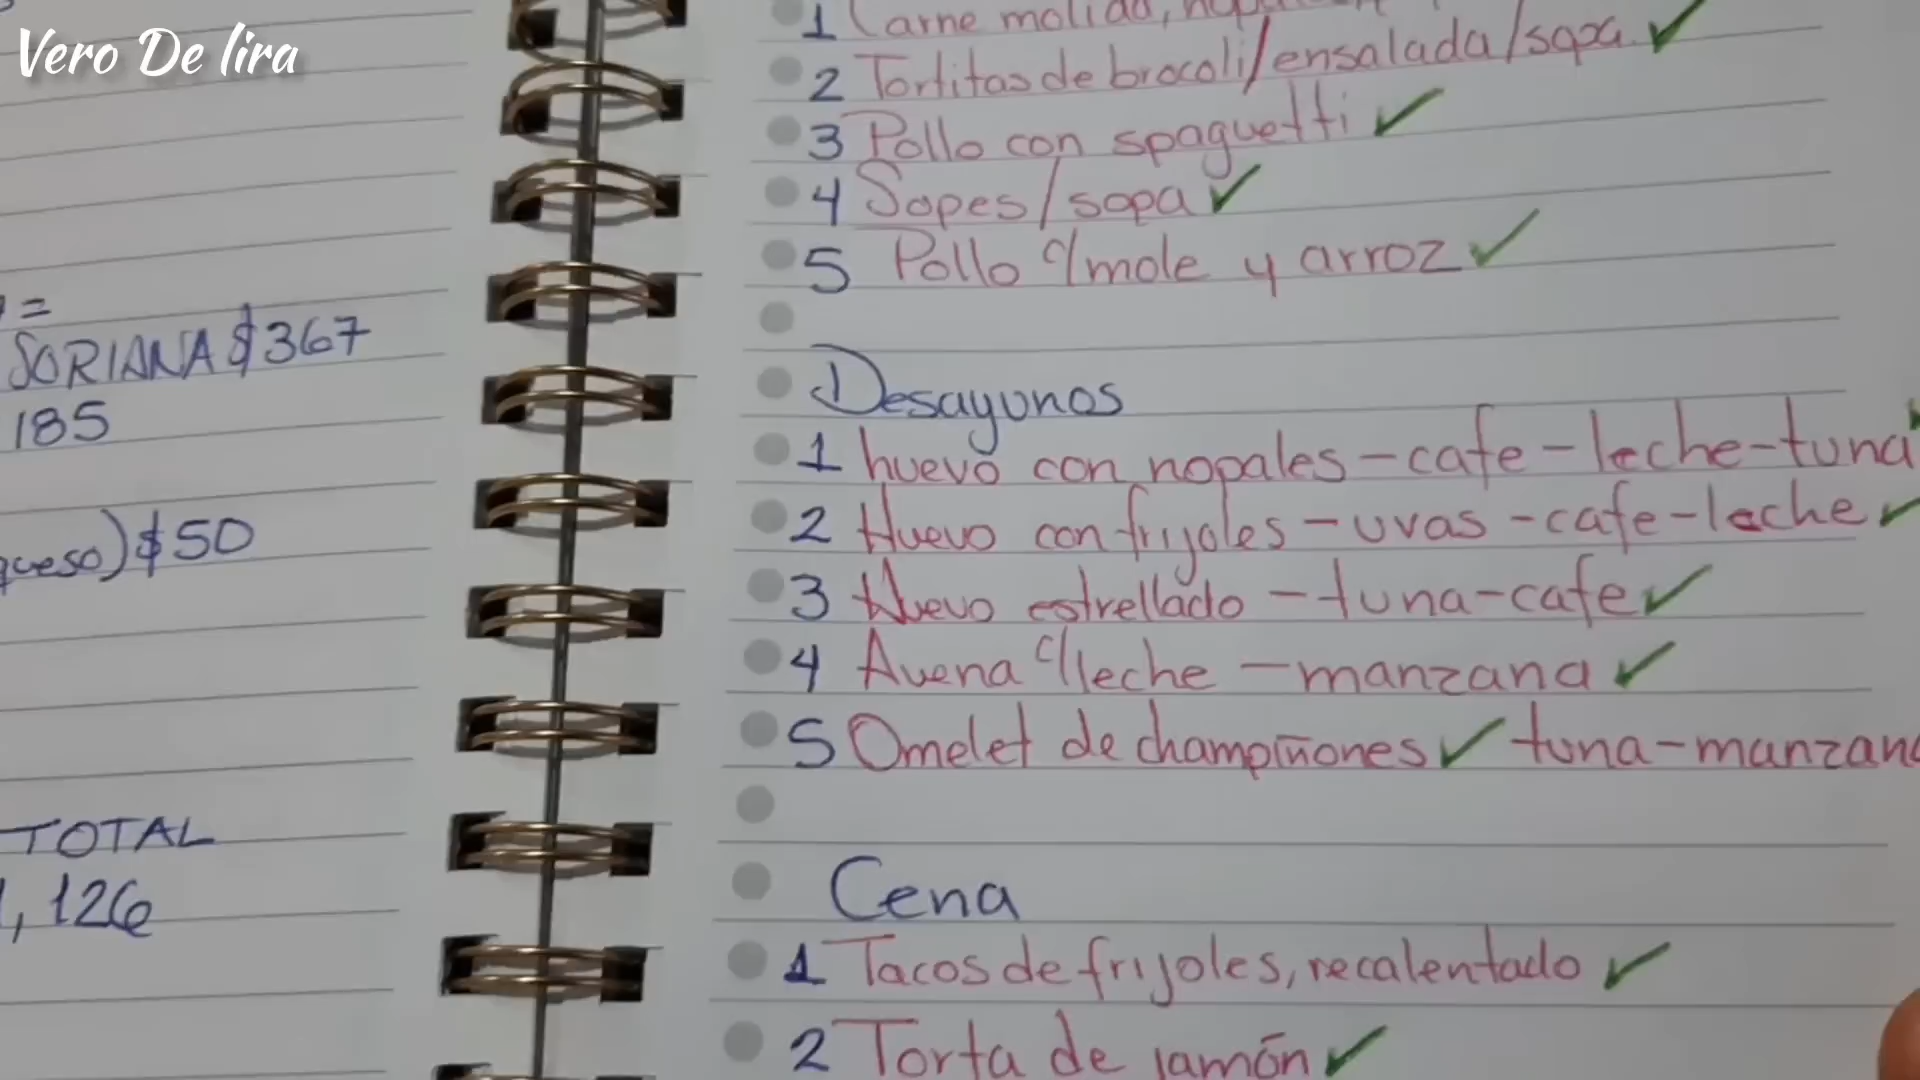 Vero De lira
=
SORIANA $367
185
queso) $50
TOTAL
1,126
1 Carne molida,
2 Tortitas de brocoli/ensalada/sopa
3 Pollo con spaguetti
4 Sopes/sopa
5 Pollo c/mole y arroz
Desayunos
1 huevo con nopales-cafe-leche-tuna
2 Huevo con frijoles-uvas-cafe-leche
3 Huevo estrellado-tuna-cafe
4 Avena c/leche-manzana
5 Omelet de champiñones tuna-manzana
Cena
1 Tacos de frijoles, recalentado
2 Torta de jamón